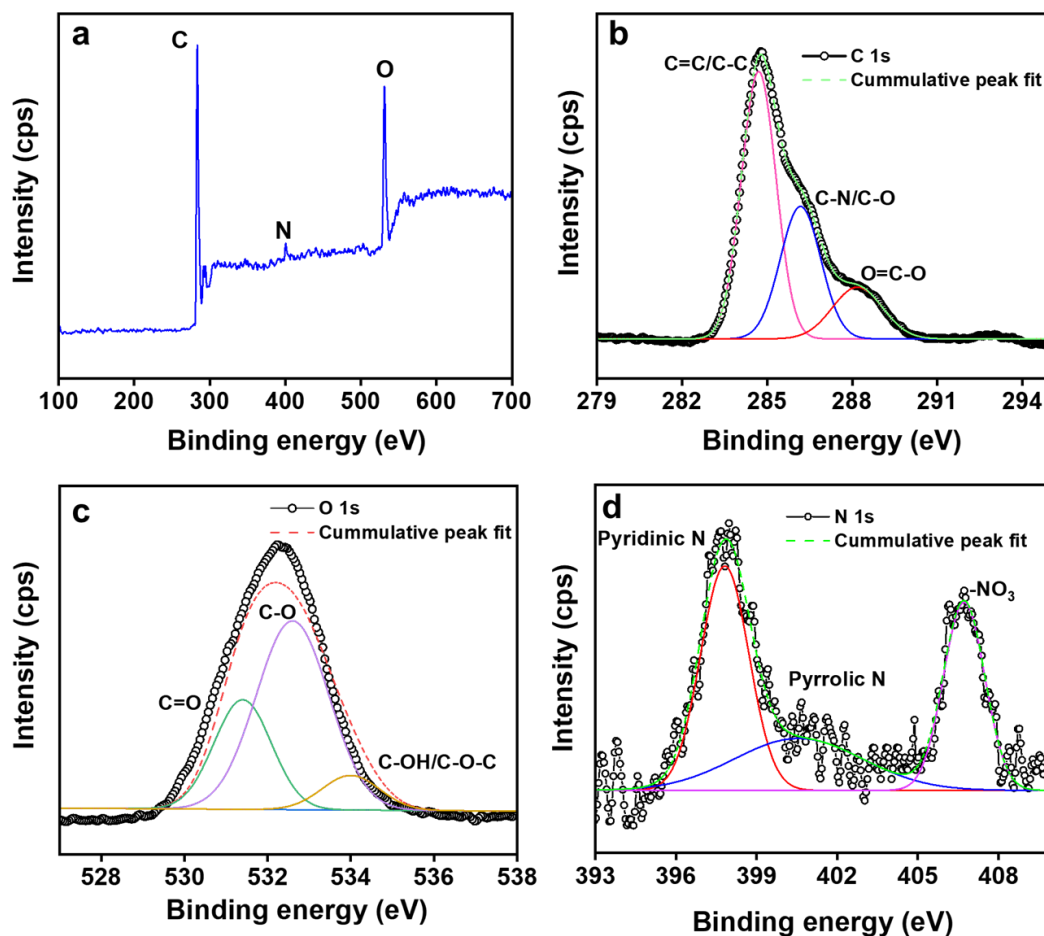 a
C
O
N
Intensity (cps)
100 200 300 400 500 600 700
Binding energy (eV)
b
C=C/C-C
C 1s
Cummulative peak fit
C-N/C-O
O=C-O
Intensity (cps)
279 282 285 288 291 294
Binding energy (eV)
c
O 1s
Cummulative peak fit
C-O
C=O
C-OH/C-O-C
Intensity (cps)
528 530 532 534 536 538
Binding energy (eV)
d
N 1s
Cummulative peak fit
Pyridinic N
-NO₃
Pyrrolic N
Intensity (cps)
393 396 399 402 405 408
Binding energy (eV)